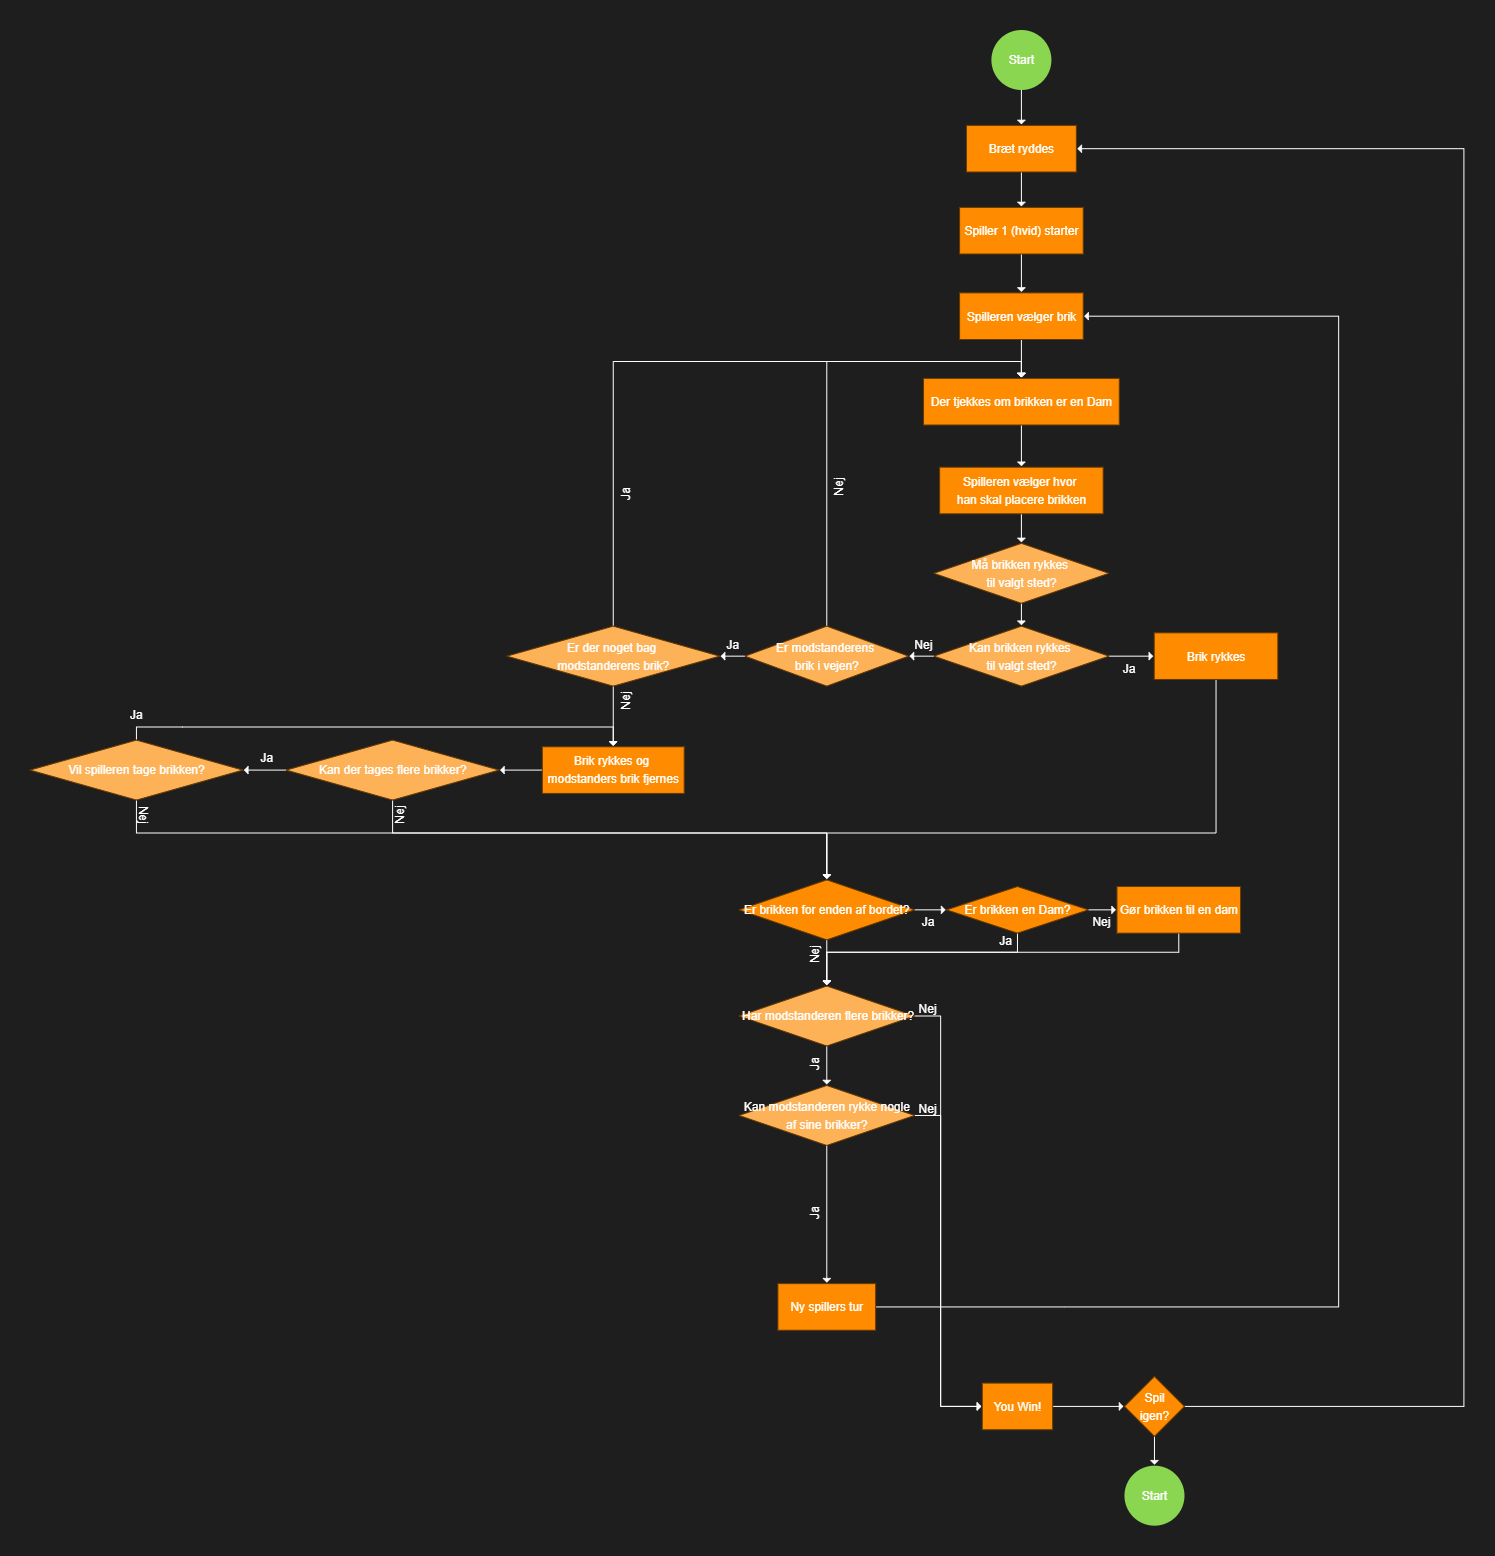 Start
Bræt ryddes
Spiller 1 (hvid) starter
Spilleren vælger brik
Der tjekkes om brikken er en Dam
Spilleren vælger hvor
han skal placere brikken
Ja
Nej
Må brikken rykkes
til valgt sted?
Er der noget bag
modstanderens brik?
Ja
Er modstanderens
brik i vejen?
Nej
Kan brikken rykkes
til valgt sted?
Ja
Brik rykkes
Nej
Ja
Vil spilleren tage brikken?
Ja
Kan der tages flere brikker?
Brik rykkes og
modstanders brik fjernes
Nej
Nej
Er brikken for enden af bordet?
Ja
Er brikken en Dam?
Nej
Gør brikken til en dam
Ja
Nej
Har modstanderen flere brikker?
Nej
Ja
Kan modstanderen rykke nogle
af sine brikker?
Nej
Ja
Ny spillers tur
You Win!
Spil
igen?
Start